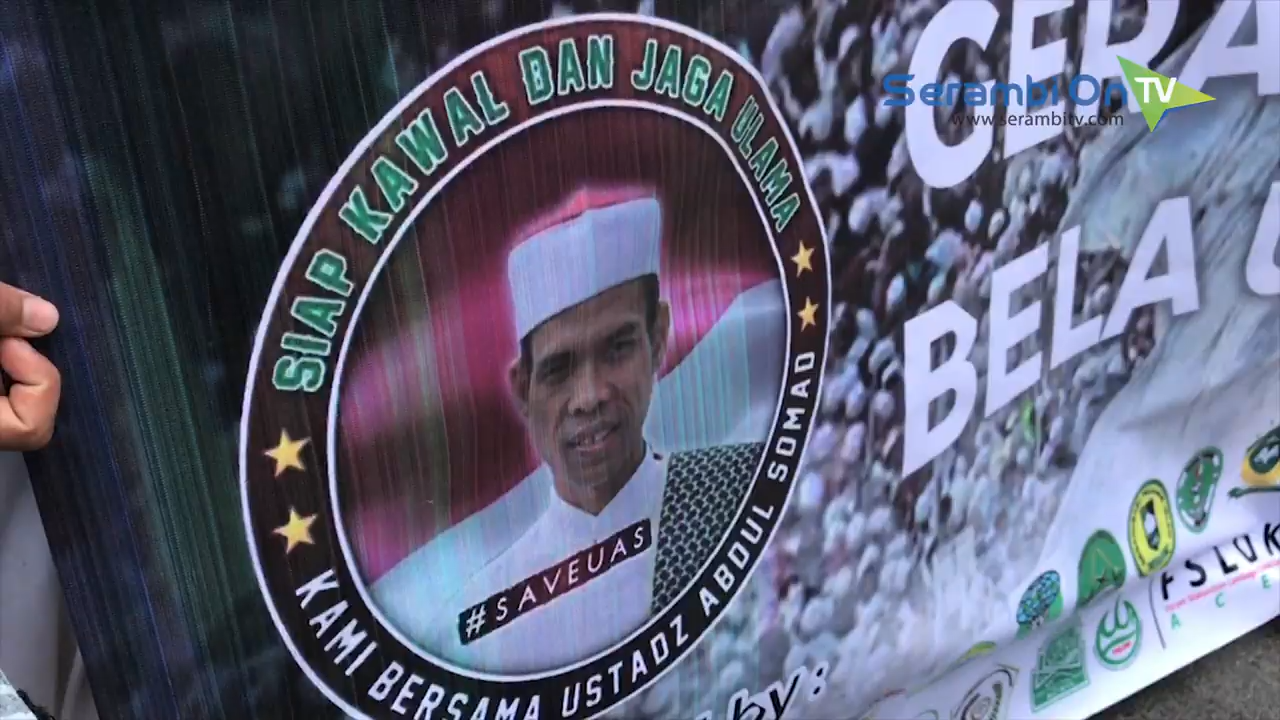 SIAP KAWAL DAN JAGA ULAMA
#SAVEUAS
KAMI BERSAMA USTADZ ABDUL SOMAD
Serambi On TV
www.serambitv.com
BELA
by: